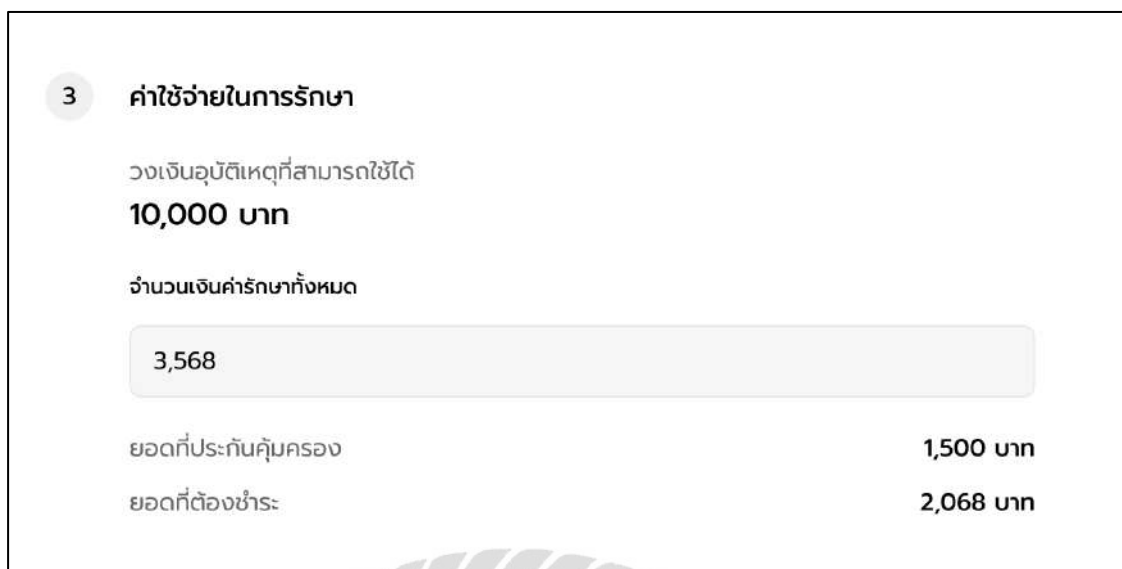 3 ค่าใช้จ่ายในการรักษา
วงเงินอุบัติเหตุที่สามารถใช้ได้
10,000 บาท
จำนวนเงินค่ารักษาทั้งหมด
3,568
ยอดที่ประกันคุ้มครอง 1,500 บาท
ยอดที่ต้องชำระ 2,068 บาท